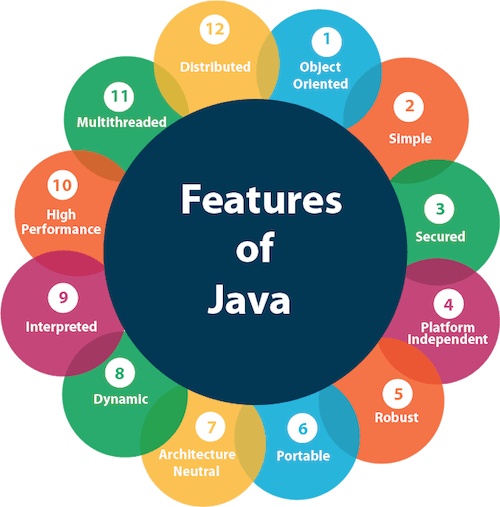 Features
of
Java
1
Object
Oriented
2
Simple
3
Secured
4
Platform
Independent
5
Robust
6
Portable
7
Architecture
Neutral
8
Dynamic
9
Interpreted
10
High
Performance
11
Multithreaded
12
Distributed